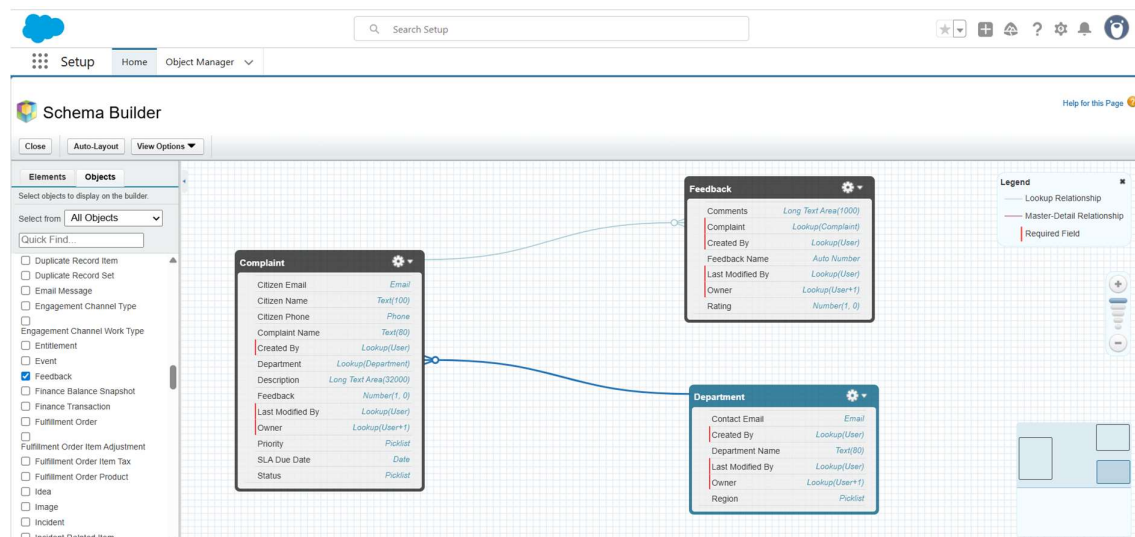 Search Setup
Setup
Home
Object Manager
Schema Builder
Help for this Page
Close
Auto-Layout
View Options
Elements
Objects
Select objects to display on the builder.
Select from
All Objects
Quick Find...
Duplicate Record Item
Duplicate Record Set
Email Message
Engagement Channel Type
Engagement Channel Work Type
Entitlement
Event
Feedback
Finance Balance Snapshot
Finance Transaction
Fulfillment Order
Fulfillment Order Item Adjustment
Fulfillment Order Item Tax
Fulfillment Order Product
Idea
Image
Incident
Incident Related Item
Complaint
Citizen Email Email
Citizen Name Text(100)
Citizen Phone Phone
Complaint Name Text(80)
Created By Lookup(User)
Department Lookup(Department)
Description Long Text Area(32000)
Feedback Number(1, 0)
Last Modified By Lookup(User)
Owner Lookup(User+1)
Priority Picklist
SLA Due Date Date
Status Picklist
Feedback
Comments Long Text Area(1000)
Complaint Lookup(Complaint)
Created By Lookup(User)
Feedback Name Auto Number
Last Modified By Lookup(User)
Owner Lookup(User+1)
Rating Number(1, 0)
Department
Contact Email Email
Created By Lookup(User)
Department Name Text(80)
Last Modified By Lookup(User)
Owner Lookup(User+1)
Region Picklist
Legend
Lookup Relationship
Master-Detail Relationship
Required Field